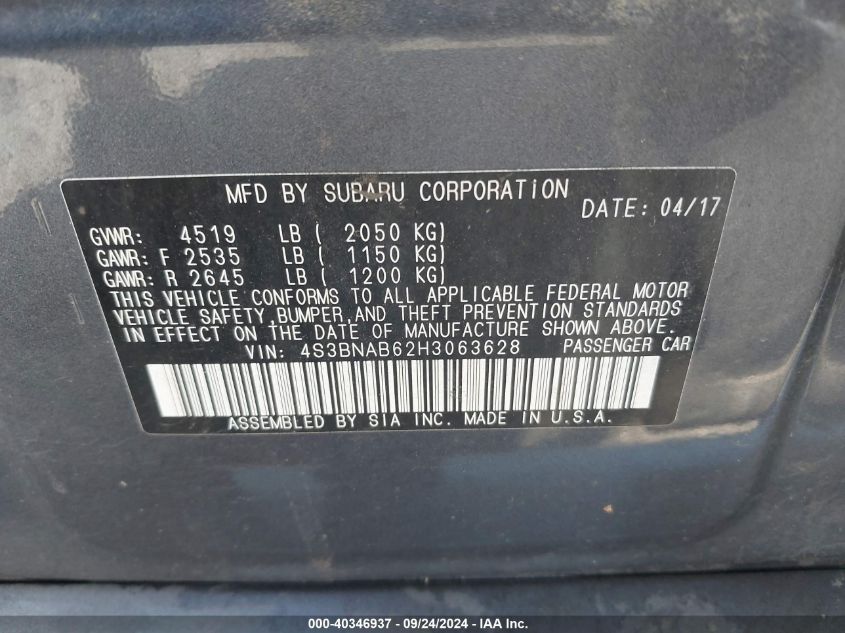 MFD BY SUBARU CORPORATION
DATE: 04/17
GVWR: 4519 LB ( 2050 KG)
GAWR: F 2535 LB ( 1150 KG)
GAWR: R 2645 LB ( 1200 KG)
THIS VEHICLE CONFORMS TO ALL APPLICABLE FEDERAL MOTOR
VEHICLE SAFETY, BUMPER, AND THEFT PREVENTION STANDARDS
IN EFFECT ON THE DATE OF MANUFACTURE SHOWN ABOVE.
VIN: 4S3BNAB62H3063628 PASSENGER CAR
ASSEMBLED BY SIA INC. MADE IN U.S.A.
000-40346937 - 09/24/2024 - IAA Inc.